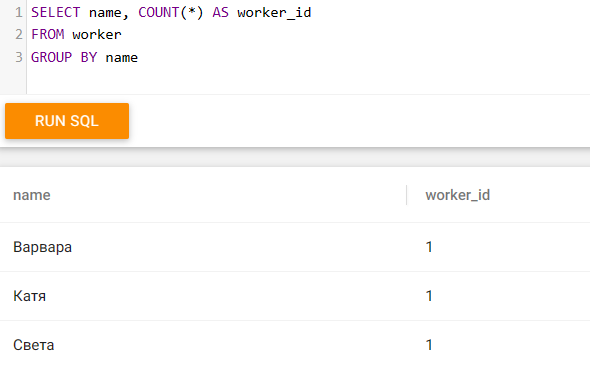 1 SELECT name, COUNT(*) AS worker_id
2 FROM worker
3 GROUP BY name
RUN SQL
name worker_id
Варвара 1
Катя 1
Света 1